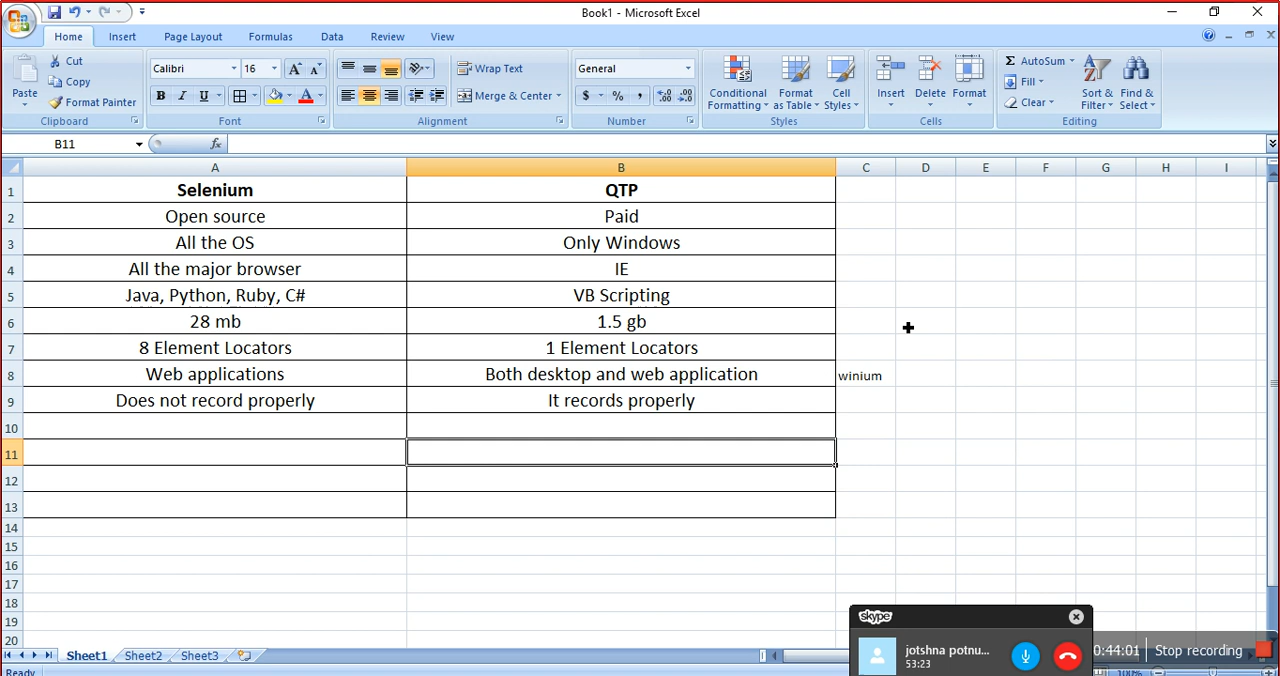 Book1 - Microsoft Excel
Home Insert Page Layout Formulas Data Review View
Paste
Cut
Copy
Format Painter
Clipboard
Calibri 16
B I U
Font
Wrap Text
Merge & Center
Alignment
General
$ % ,
Number
Conditional Formatting
Format as Table
Cell Styles
Styles
Insert Delete Format
Cells
Σ AutoSum
Fill
Clear
Sort & Filter
Find & Select
Editing
B11 fx
A B C D E F G H I
1 Selenium QTP
2 Open source Paid
3 All the OS Only Windows
4 All the major browser IE
5 Java, Python, Ruby, C# VB Scripting
6 28 mb 1.5 gb
7 8 Element Locators 1 Element Locators
8 Web applications Both desktop and web application winium
9 Does not record properly It records properly
10
11
12
13
14
15
16
17
18
19
20
Sheet1 Sheet2 Sheet3
skype
jotshna potnu...
53:23
0:44:01 Stop recording
Ready 100%